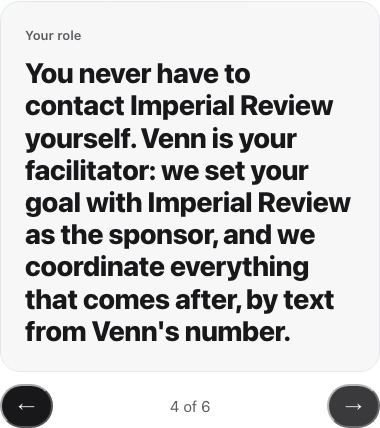 Your role
You never have to
contact Imperial Review
yourself. Venn is your
facilitator: we set your
goal with Imperial Review
as the sponsor, and we
coordinate everything
that comes after, by text
from Venn's number.
← 4 of 6 →